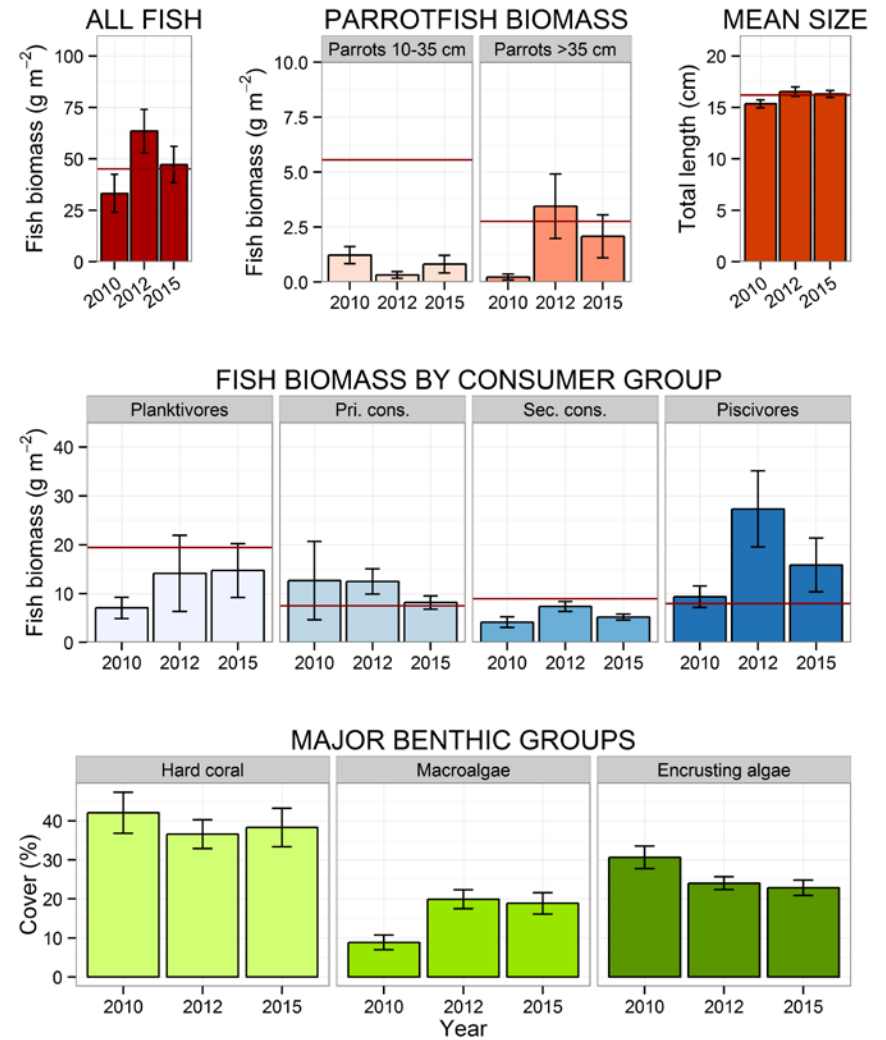 ALL FISH
Fish biomass (g m−2)
100
75
50
25
0
2010
2012
2015
PARROTFISH BIOMASS
Parrots 10-35 cm
Parrots >35 cm
Fish biomass (g m−2)
10.0
7.5
5.0
2.5
0.0
2010 2012 2015
2010 2012 2015
MEAN SIZE
Total length (cm)
20
15
10
5
0
2010
2012
2015
FISH BIOMASS BY CONSUMER GROUP
Planktivores
Pri. cons.
Sec. cons.
Piscivores
Fish biomass (g m−2)
40
30
20
10
0
2010 2012 2015
2010 2012 2015
2010 2012 2015
2010 2012 2015
MAJOR BENTHIC GROUPS
Hard coral
Macroalgae
Encrusting algae
Cover (%)
40
30
20
10
0
2010 2012 2015
2010 2012 2015
2010 2012 2015
Year